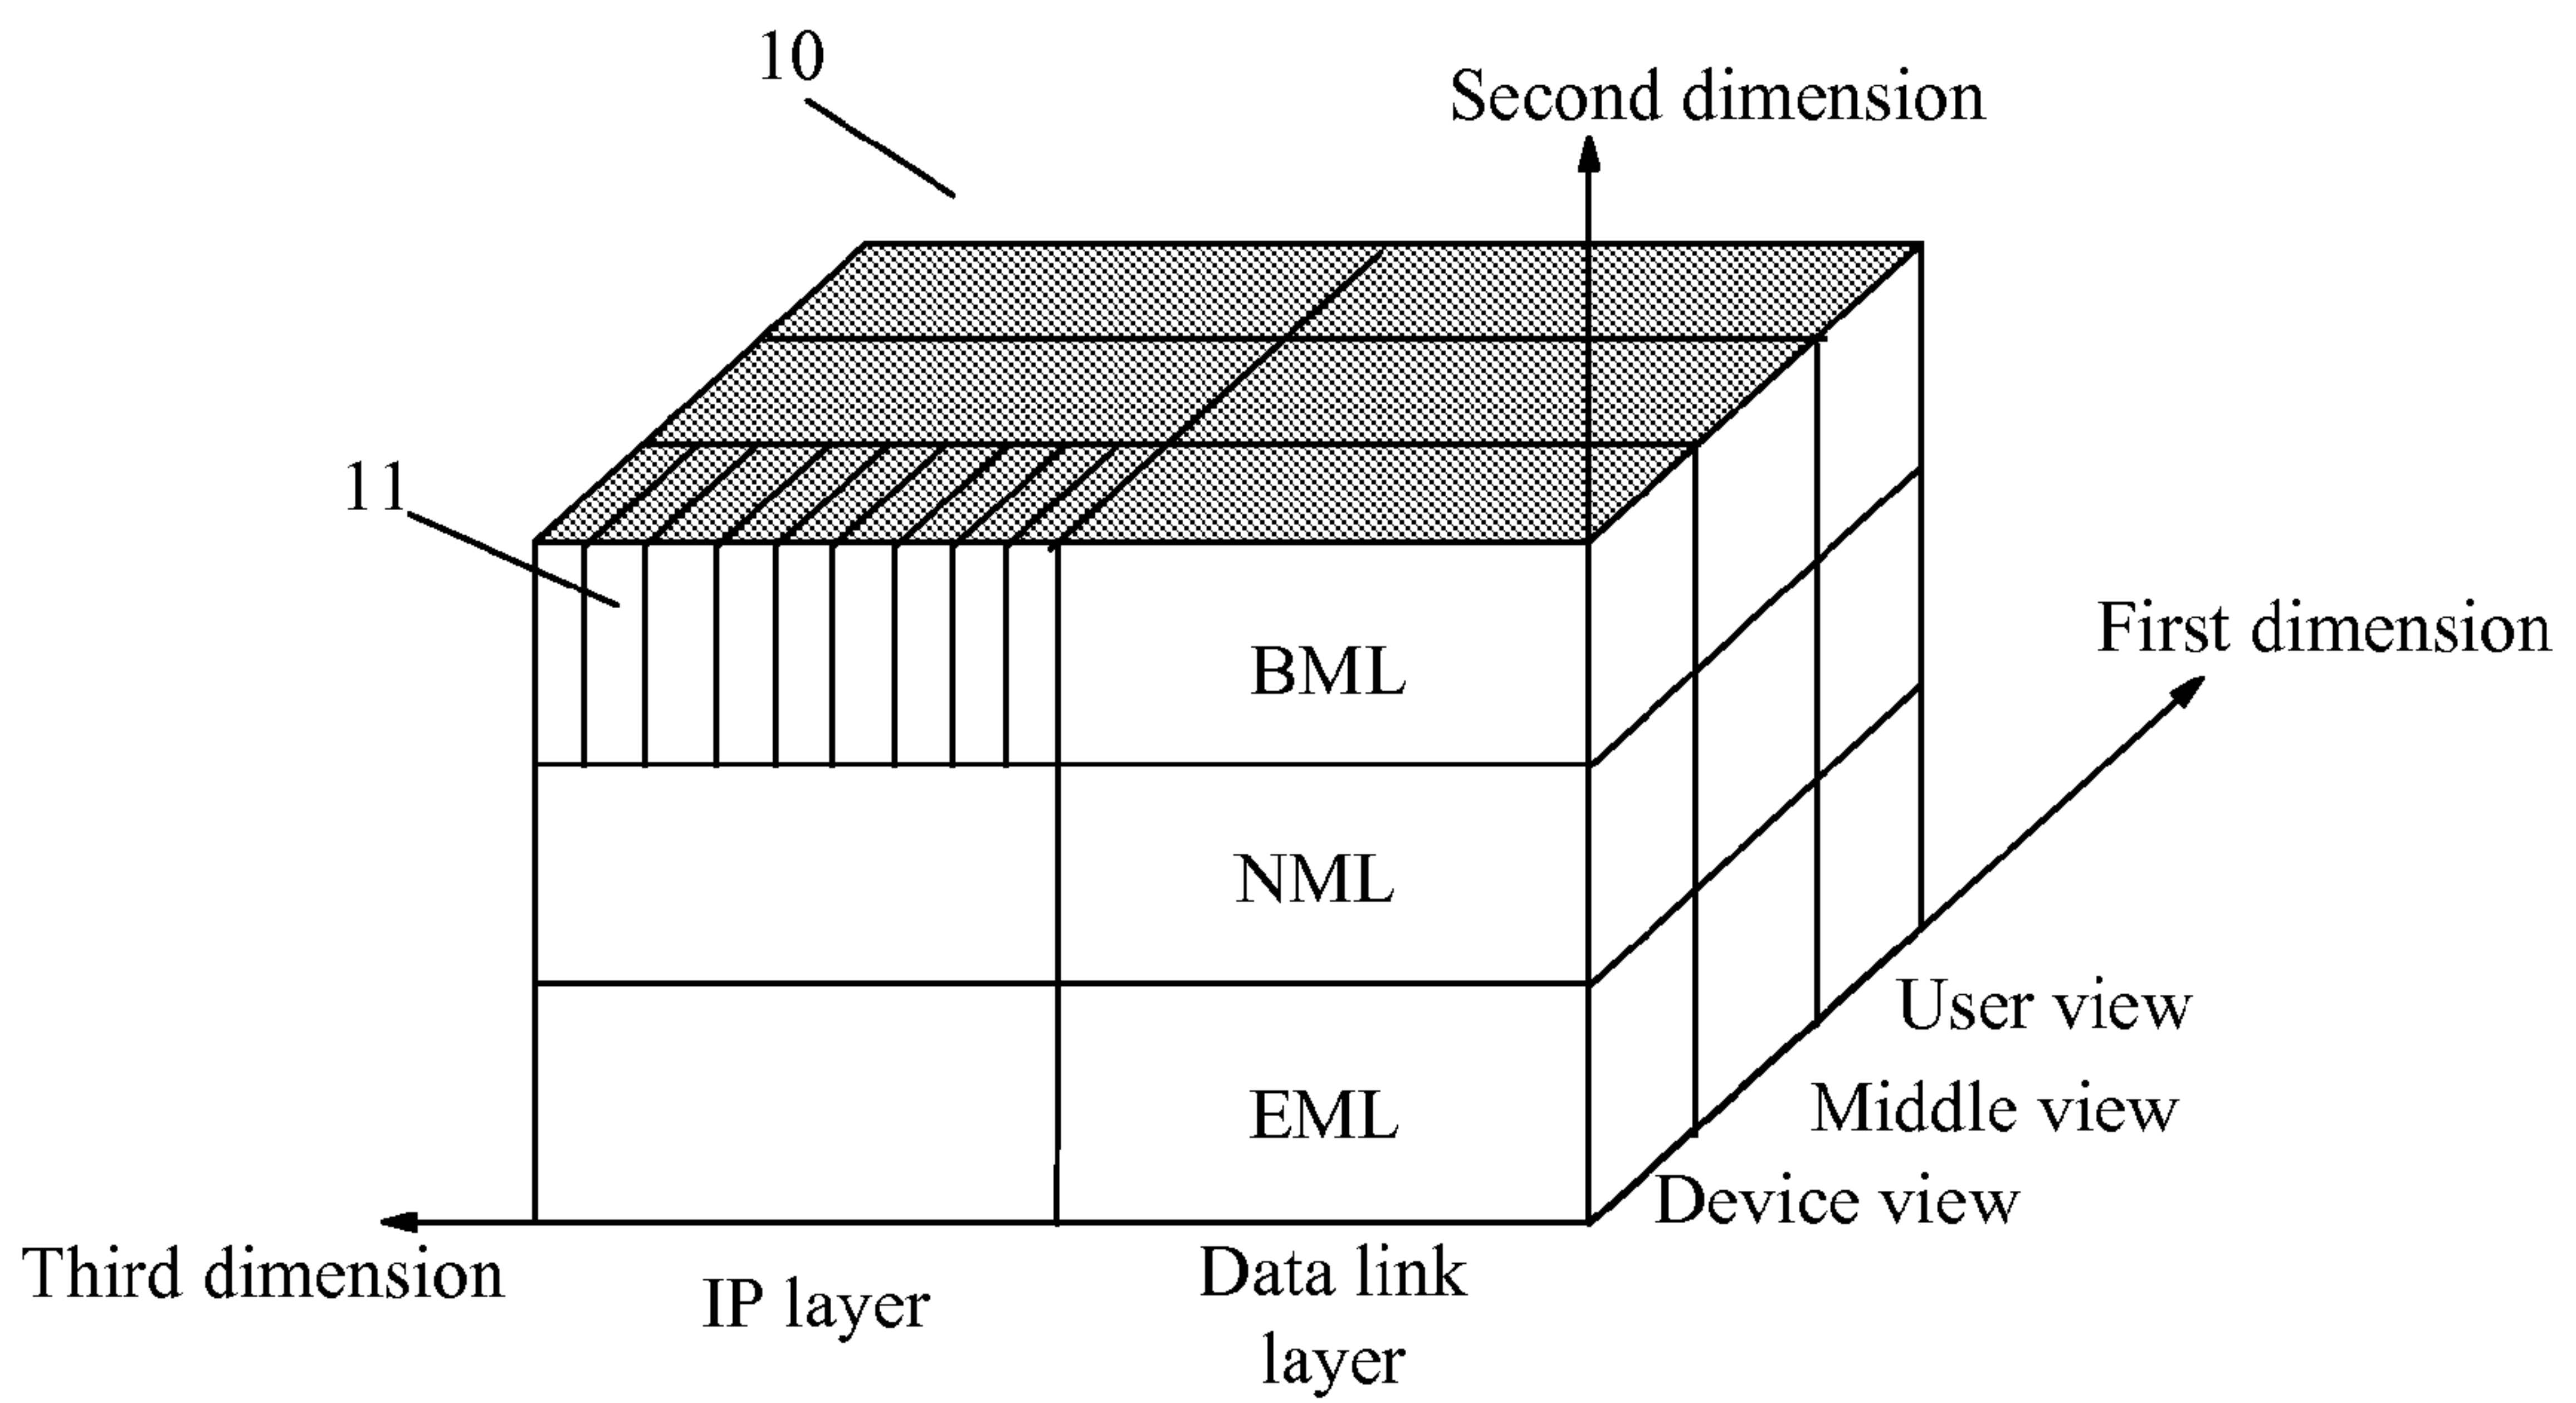 10
Second dimension
11
First dimension
BML
NML
User view
EML
Middle view
Device view
Third dimension
IP layer
Data link
layer